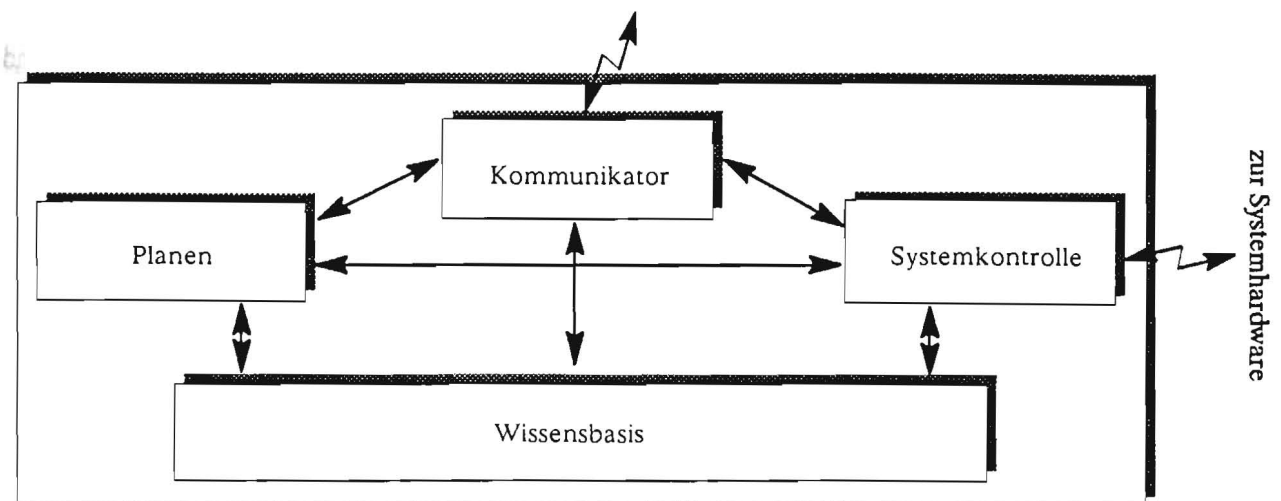 Kommunikator
Planen
Systemkontrolle
zur Systemhardware
Wissensbasis